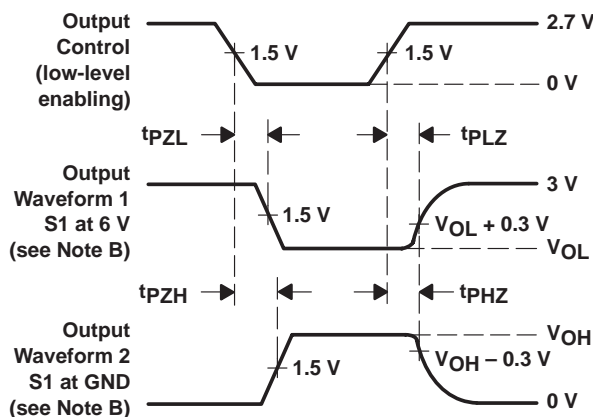 Output
Control
(low-level
enabling)
1.5 V
1.5 V
2.7 V
0 V
tPZL
tPLZ
Output
Waveform 1
S1 at 6 V
(see Note B)
1.5 V
3 V
VOL + 0.3 V
VOL
tPZH
tPHZ
Output
Waveform 2
S1 at GND
(see Note B)
1.5 V
VOH
VOH – 0.3 V
0 V